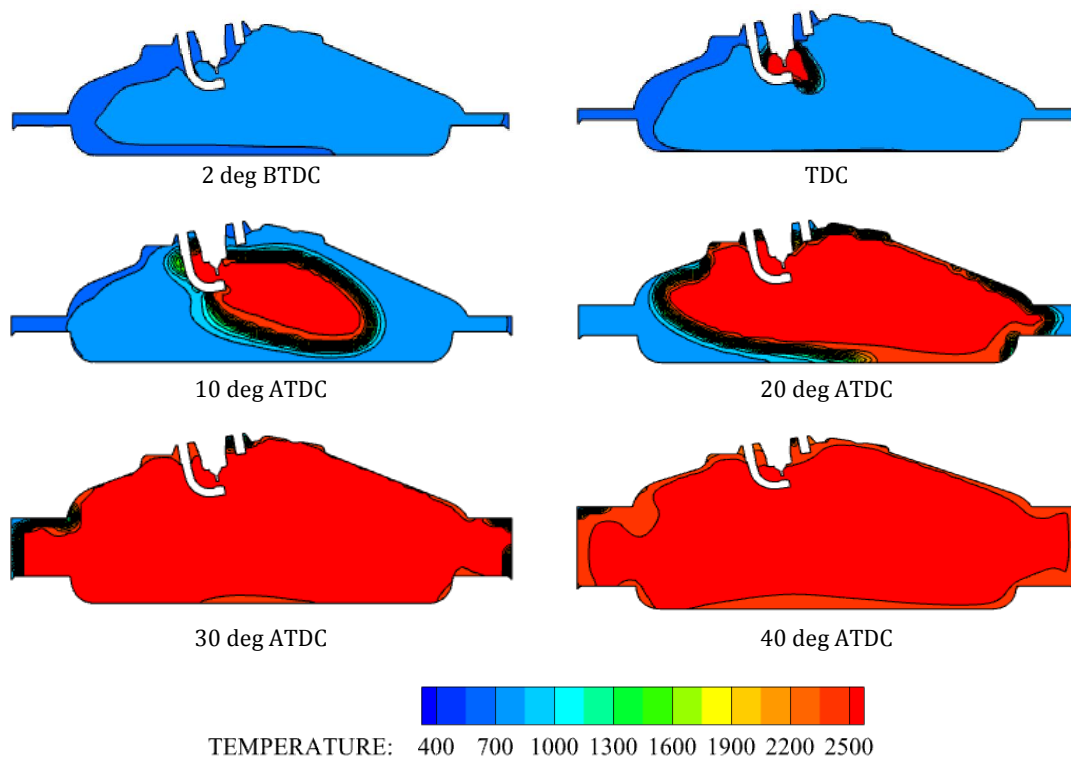 2 deg BTDC
TDC
10 deg ATDC
20 deg ATDC
30 deg ATDC
40 deg ATDC
TEMPERATURE: 400 700 1000 1300 1600 1900 2200 2500